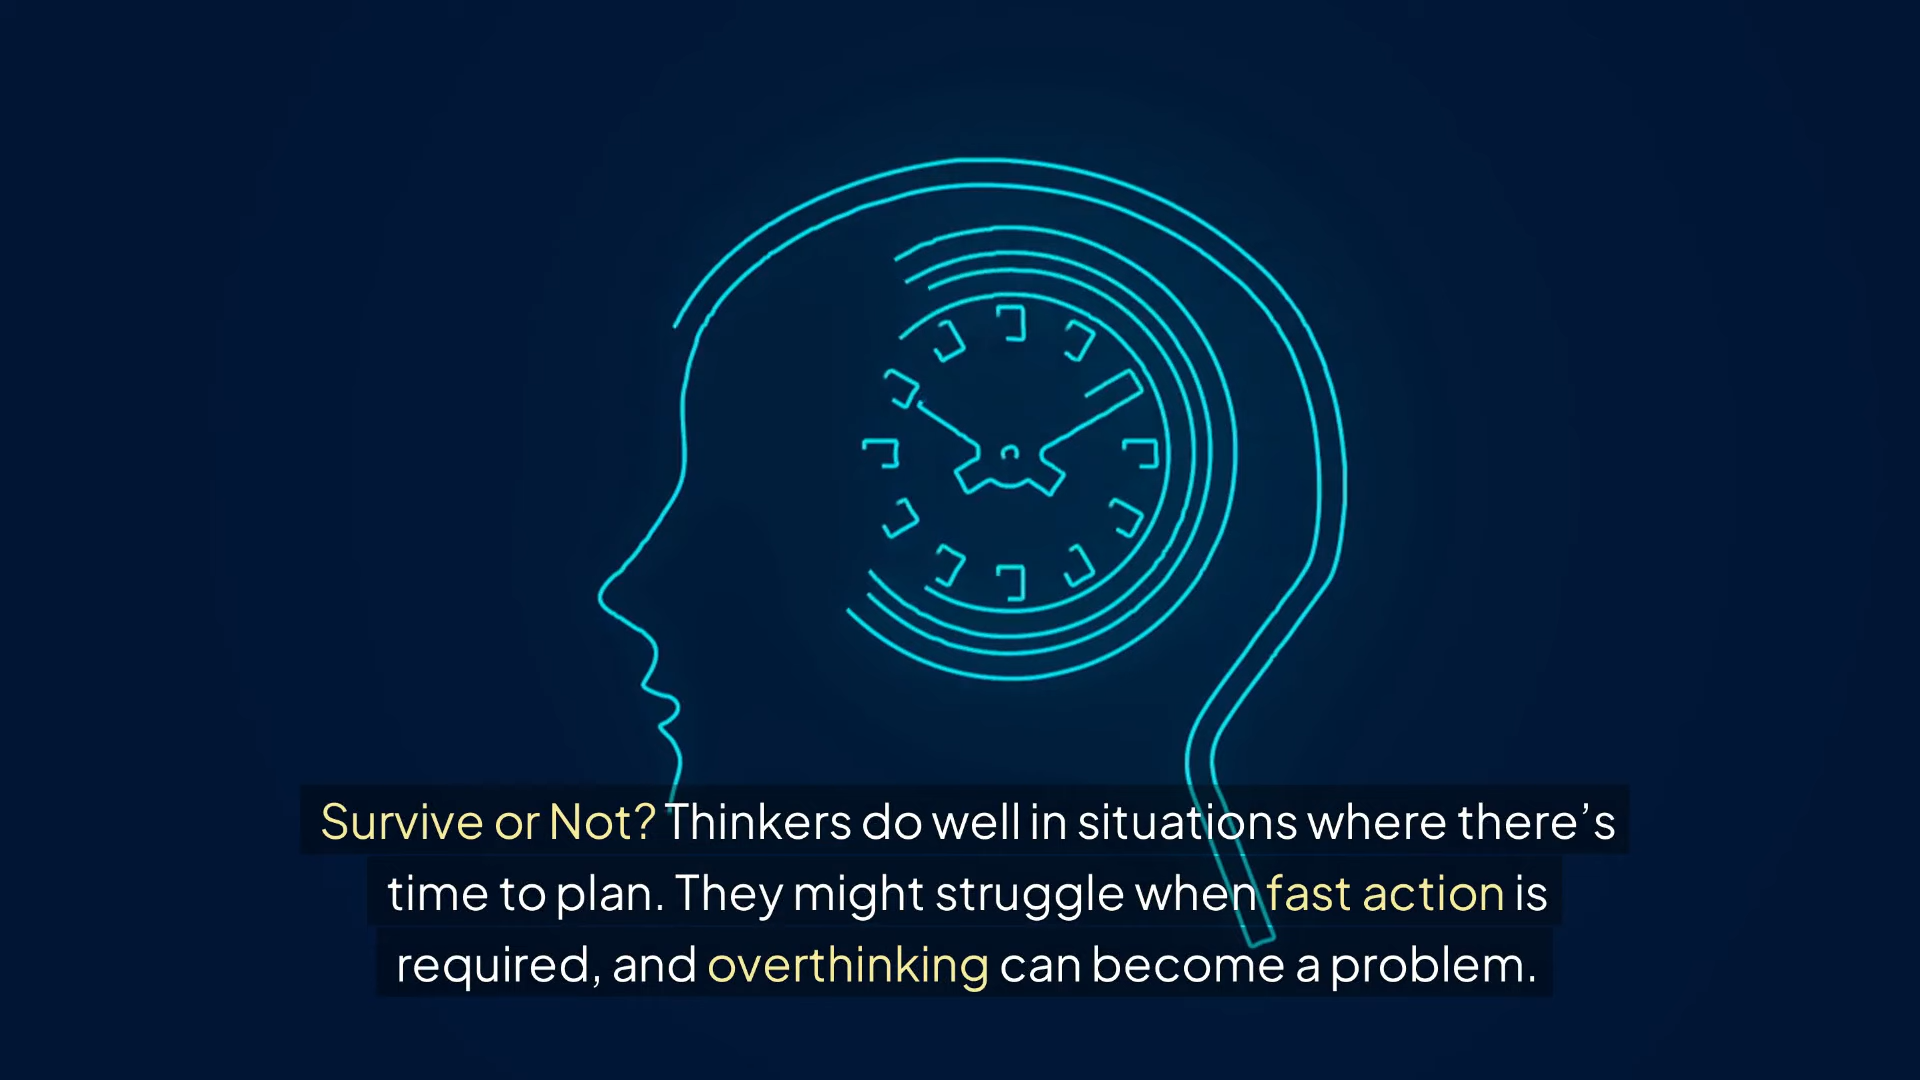 Survive or Not? Thinkers do well in situations where there’s
time to plan. They might struggle when fast action is
required, and overthinking can become a problem.